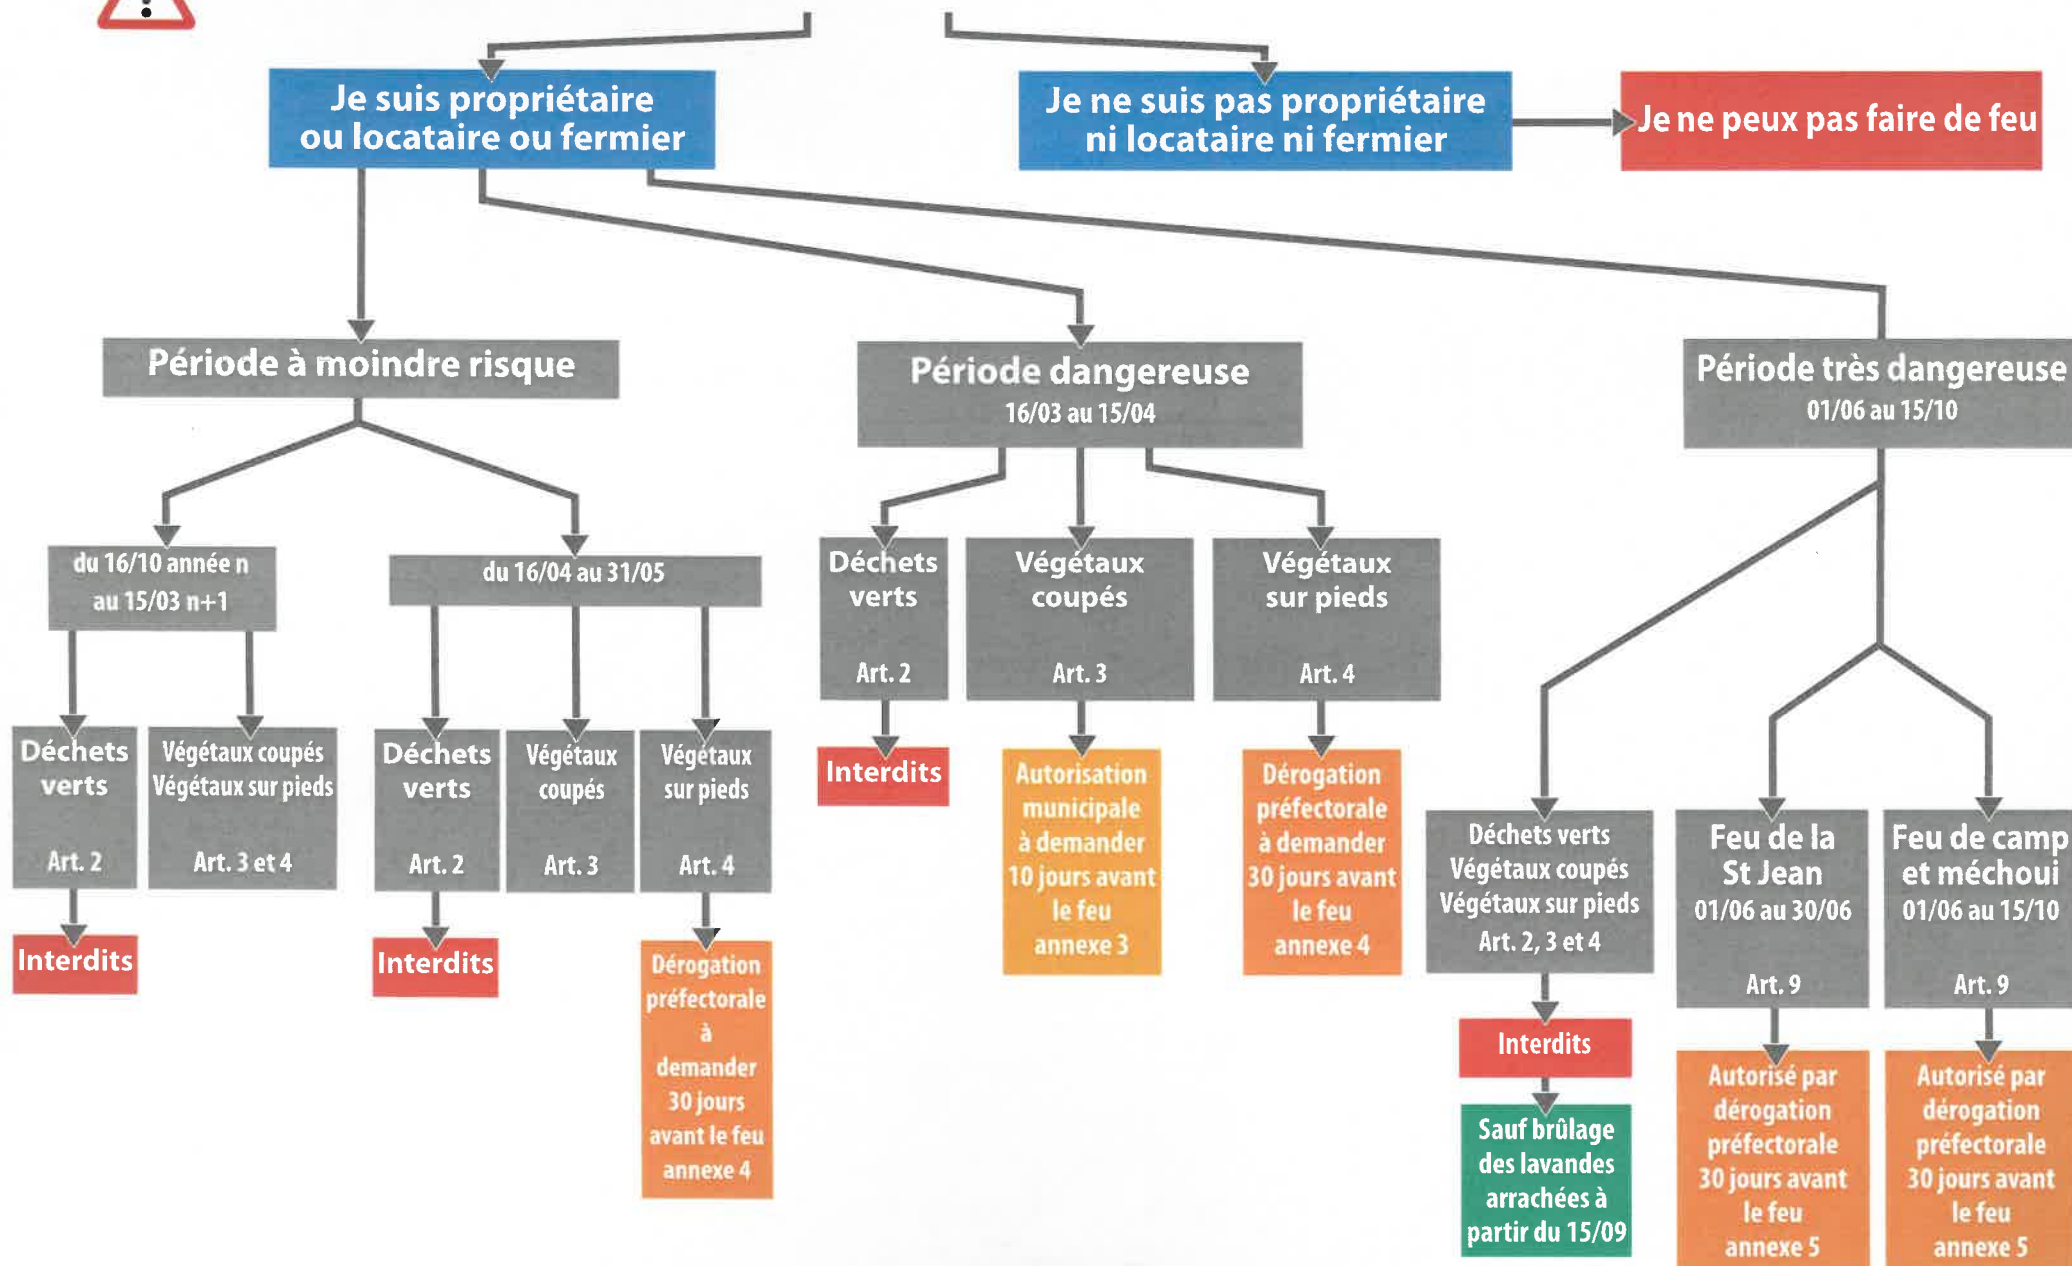 Je suis propriétaire
ou locataire ou fermier
Je ne suis pas propriétaire
ni locataire ni fermier
Je ne peux pas faire de feu
Période à moindre risque
Période dangereuse
16/03 au 15/04
Période très dangereuse
01/06 au 15/10
du 16/10 année n
au 15/03 n+1
du 16/04 au 31/05
Déchets
verts
Art. 2
Végétaux
coupés
Art. 3
Végétaux
sur pieds
Art. 4
Déchets
verts
Art. 2
Végétaux coupés
Végétaux sur pieds
Art. 3 et 4
Déchets
verts
Art. 2
Végétaux
coupés
Art. 3
Végétaux
sur pieds
Art. 4
Interdits
Autorisation
municipale
à demander
10 jours avant
le feu
annexe 3
Dérogation
préfectorale
à demander
30 jours avant
le feu
annexe 4
Déchets verts
Végétaux coupés
Végétaux sur pieds
Art. 2, 3 et 4
Feu de la
St Jean
01/06 au 30/06
Art. 9
Feu de camp
et méchoui
01/06 au 15/10
Art. 9
Interdits
Interdits
Dérogation
préfectorale
à
demander
30 jours
avant le feu
annexe 4
Interdits
Sauf brûlage
des lavandes
arrachées à
partir du 15/09
Autorisé par
dérogation
préfectorale
30 jours avant
le feu
annexe 5
Autorisé par
dérogation
préfectorale
30 jours avant
le feu
annexe 5